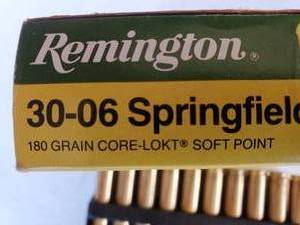 Remington®
30-06 Springfield
180 GRAIN CORE-LOKT® SOFT POINT